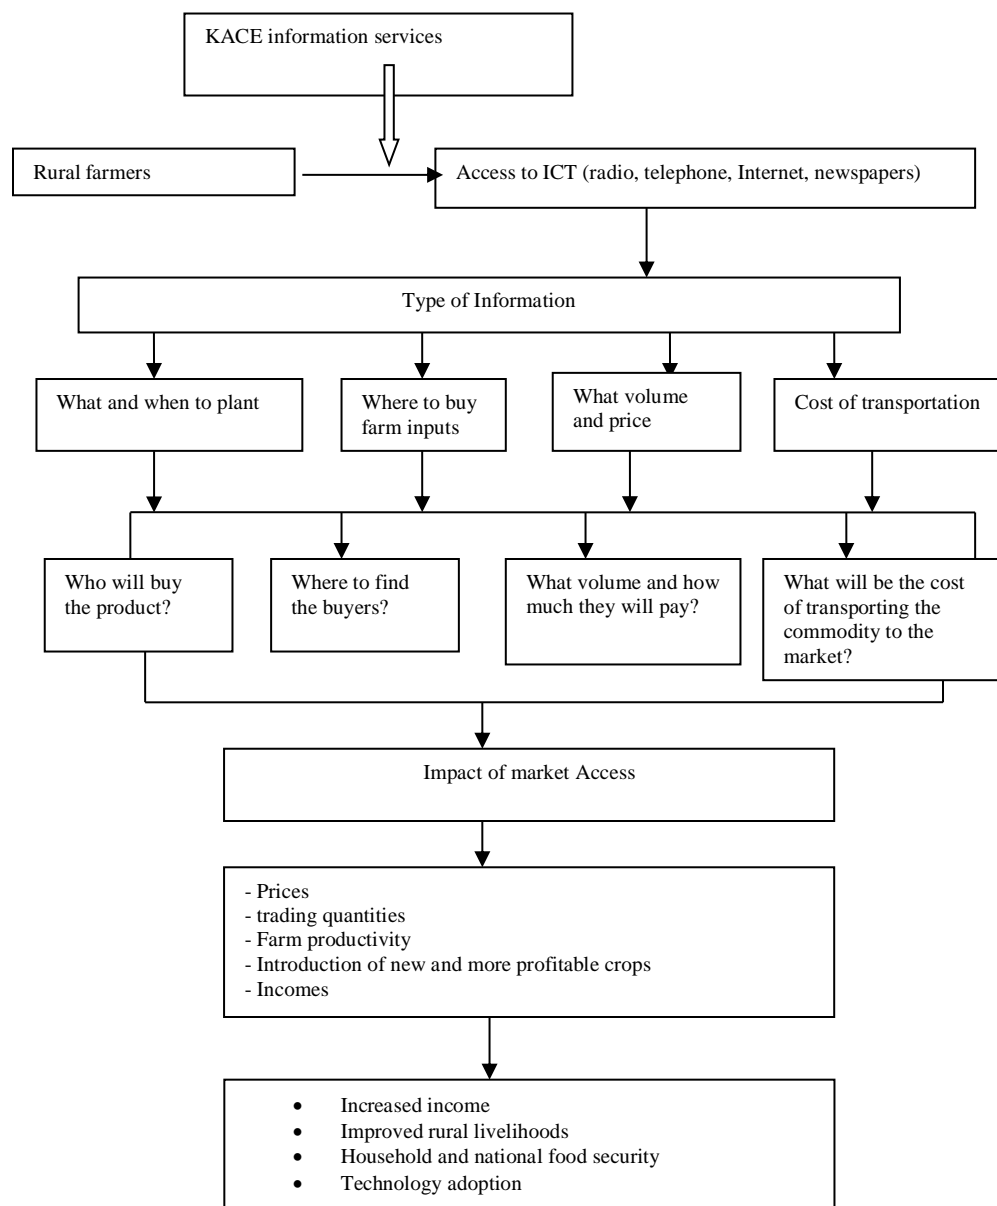 KACE information services
Rural farmers
Access to ICT (radio, telephone, Internet, newspapers)
Type of Information
What and when to plant
Where to buy
farm inputs
What volume
and price
Cost of transportation
Who will buy
the product?
Where to find
the buyers?
What volume and how
much they will pay?
What will be the cost
of transporting the
commodity to the
market?
Impact of market Access
- Prices
- trading quantities
- Farm productivity
- Introduction of new and more profitable crops
- Incomes
• Increased income
• Improved rural livelihoods
• Household and national food security
• Technology adoption